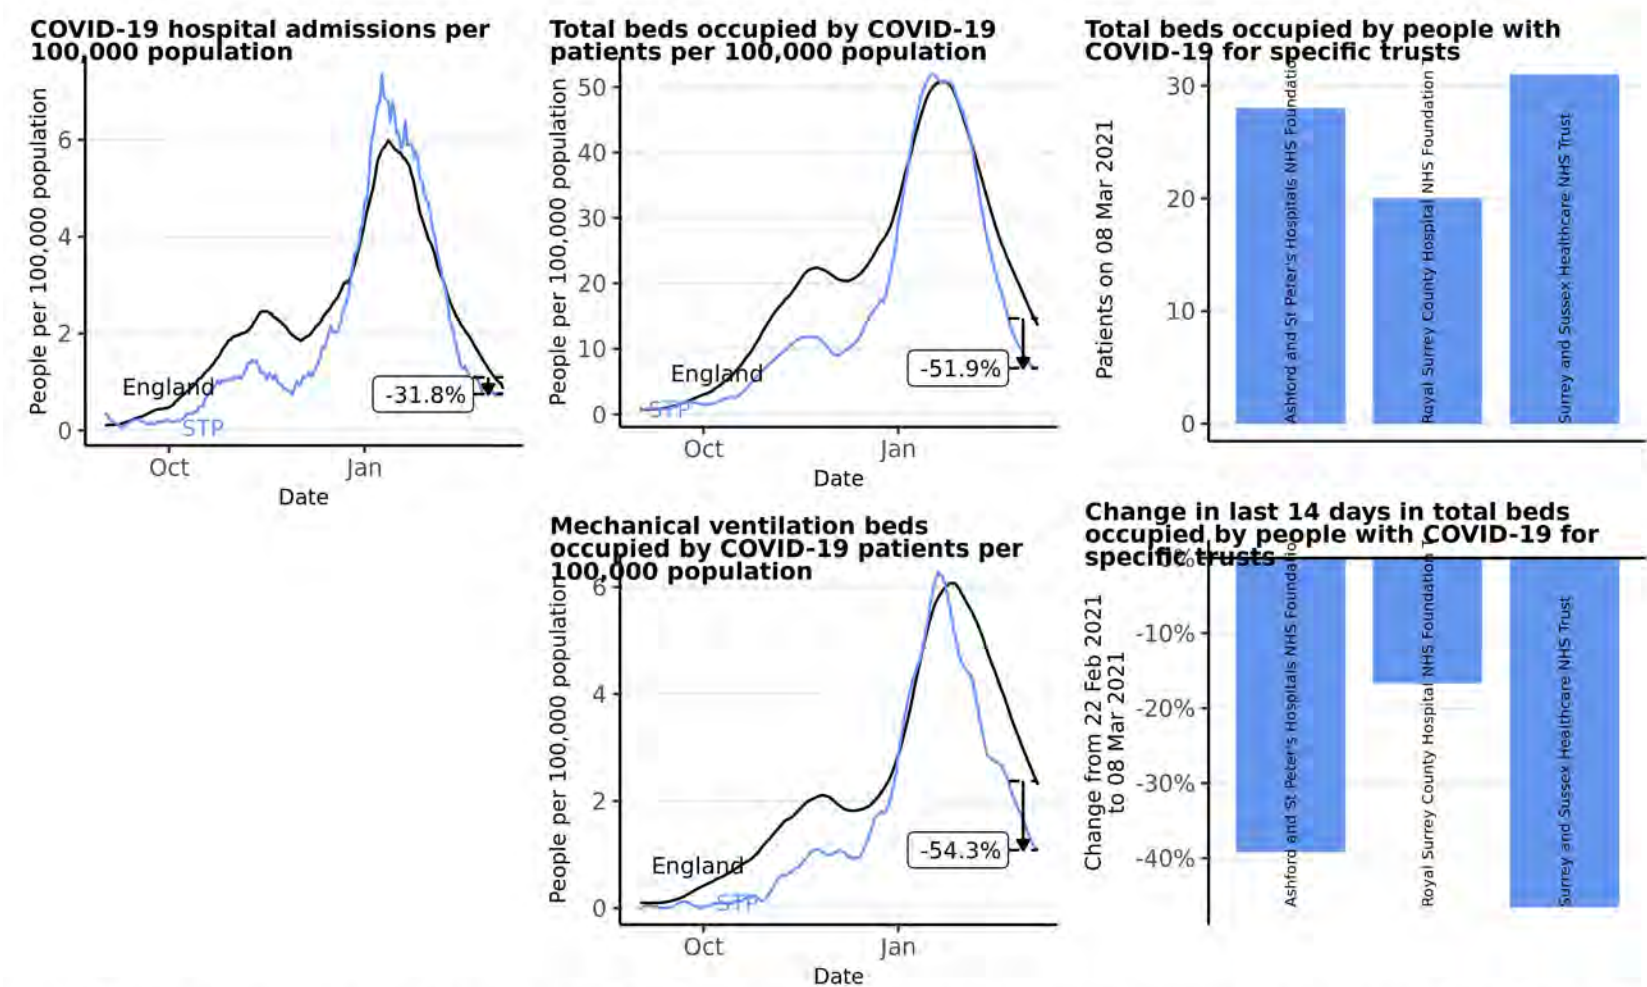 COVID-19 hospital admissions per
100,000 population
People per 100,000 population
6
4
2
0
England
STP
-31.8%
Oct
Jan
Date
Total beds occupied by COVID-19
patients per 100,000 population
People per 100,000 population
50
40
30
20
10
0
England
STP
-51.9%
Oct
Jan
Date
Total beds occupied by people with
COVID-19 for specific trusts
Patients on 08 Mar 2021
30
20
10
0
Ashford and St Peter's Hospitals NHS Foundatio
Royal Surrey County Hospital NHS Foundation T
Surrey and Sussex Healthcare NHS Trust
Mechanical ventilation beds
occupied by COVID-19 patients per
100,000 population
People per 100,000 population
6
4
2
0
England
STP
-54.3%
Oct
Jan
Date
Change in last 14 days in total beds
occupied by people with COVID-19 for
specific trusts
Change from 22 Feb 2021
to 08 Mar 2021
0%
-10%
-20%
-30%
-40%
Ashford and St Peter's Hospitals NHS Foundatio
Royal Surrey County Hospital NHS Foundation T
Surrey and Sussex Healthcare NHS Trust